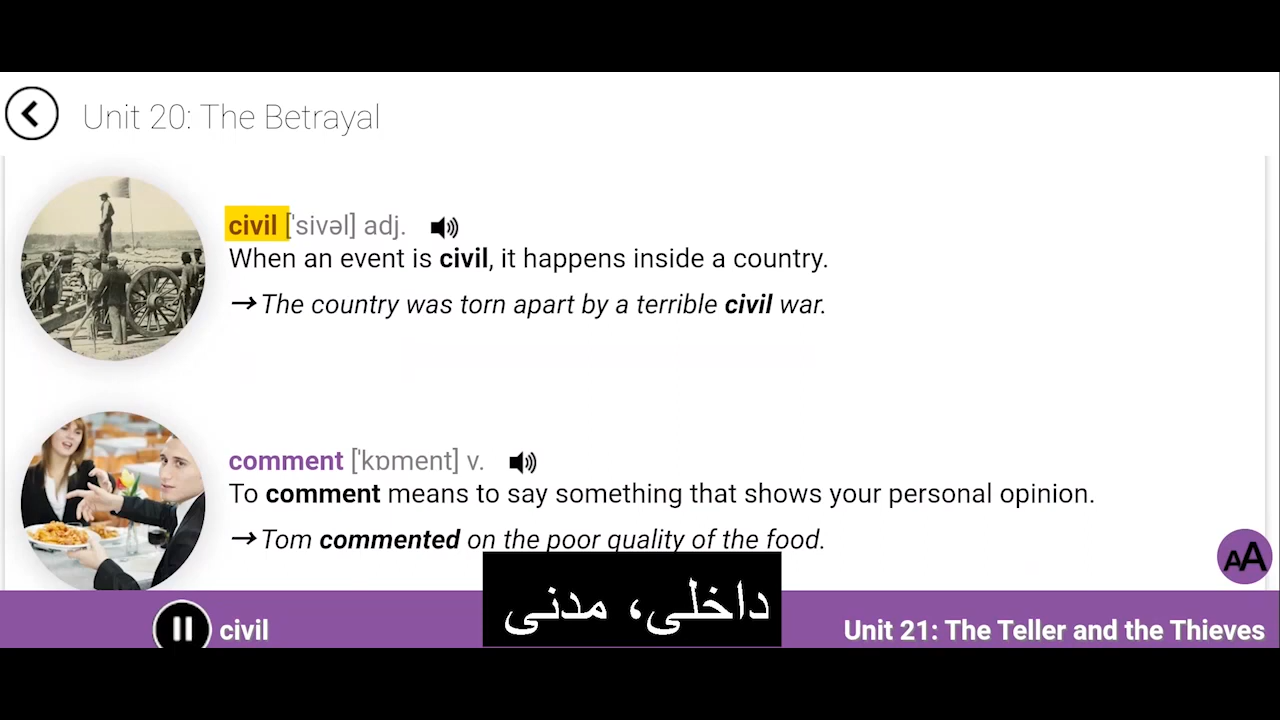 Unit 20: The Betrayal
civil ['sivəl] adj.
When an event is civil, it happens inside a country.
→ The country was torn apart by a terrible civil war.
comment ['kɒment] v.
To comment means to say something that shows your personal opinion.
→ Tom commented on the poor quality of the food.
AA
داخلی، مدنی
civil
Unit 21: The Teller and the Thieves